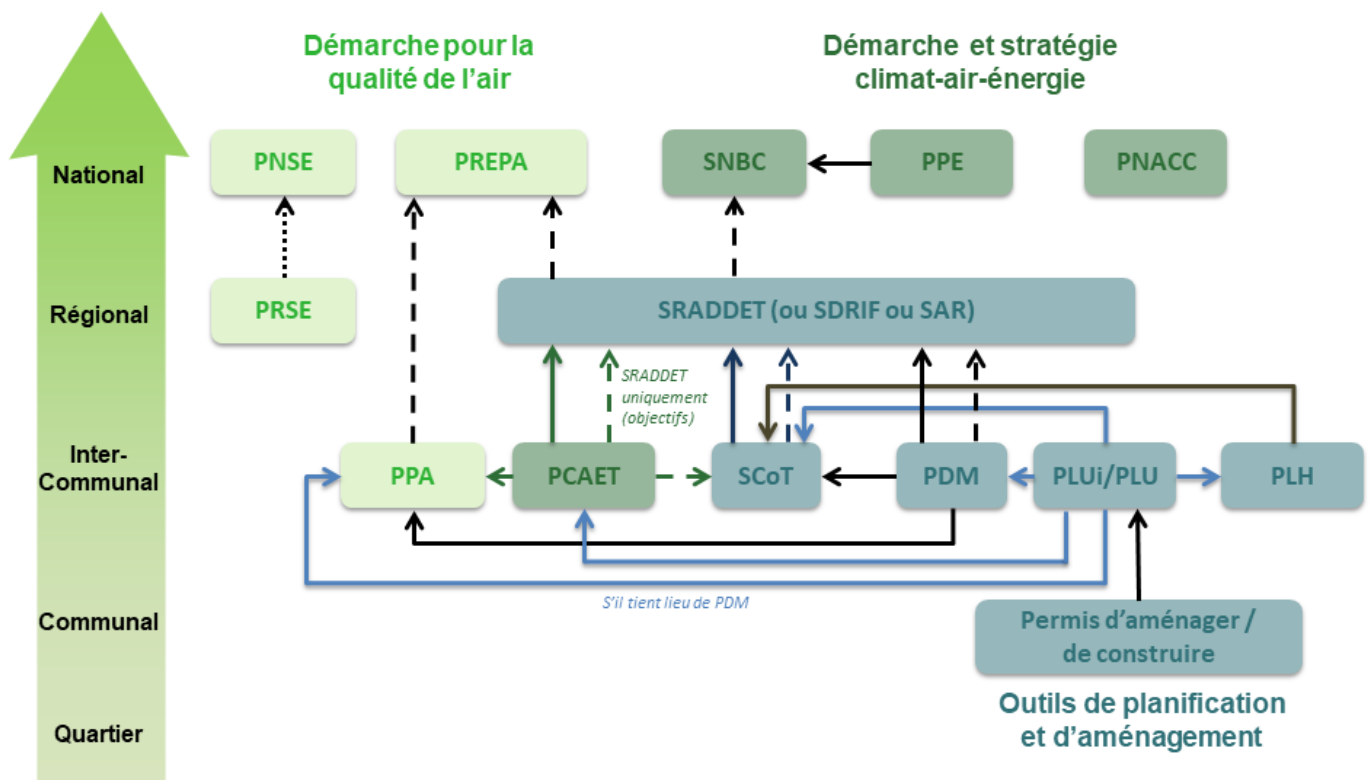 Démarche pour la
qualité de l'air
Démarche et stratégie
climat-air-énergie
National
PNSE
PREPA
SNBC
PPE
PNACC
Régional
PRSE
SRADDET (ou SDRIF ou SAR)
SRADDET
uniquement
(objectifs)
Inter-
Communal
PPA
PCAET
SCoT
PDM
PLUi/PLU
PLH
S'il tient lieu de PDM
Communal
Permis d'aménager /
de construire
Outils de planification
et d'aménagement
Quartier